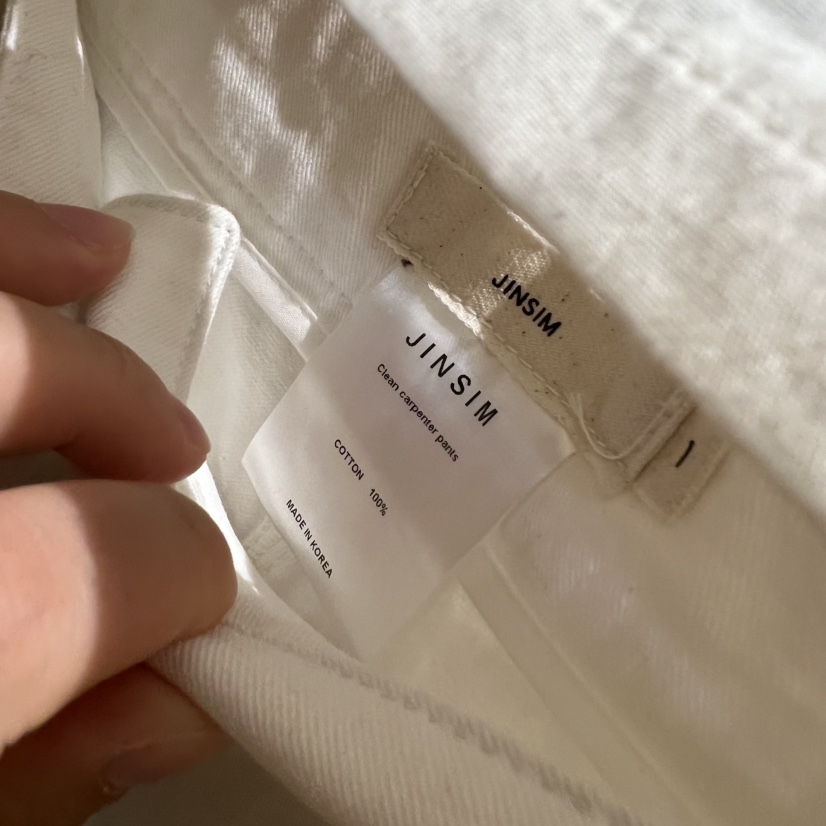 JINSIM
1
JINSIM
Clean carpenter pants
COTTON 100%
MADE IN KOREA